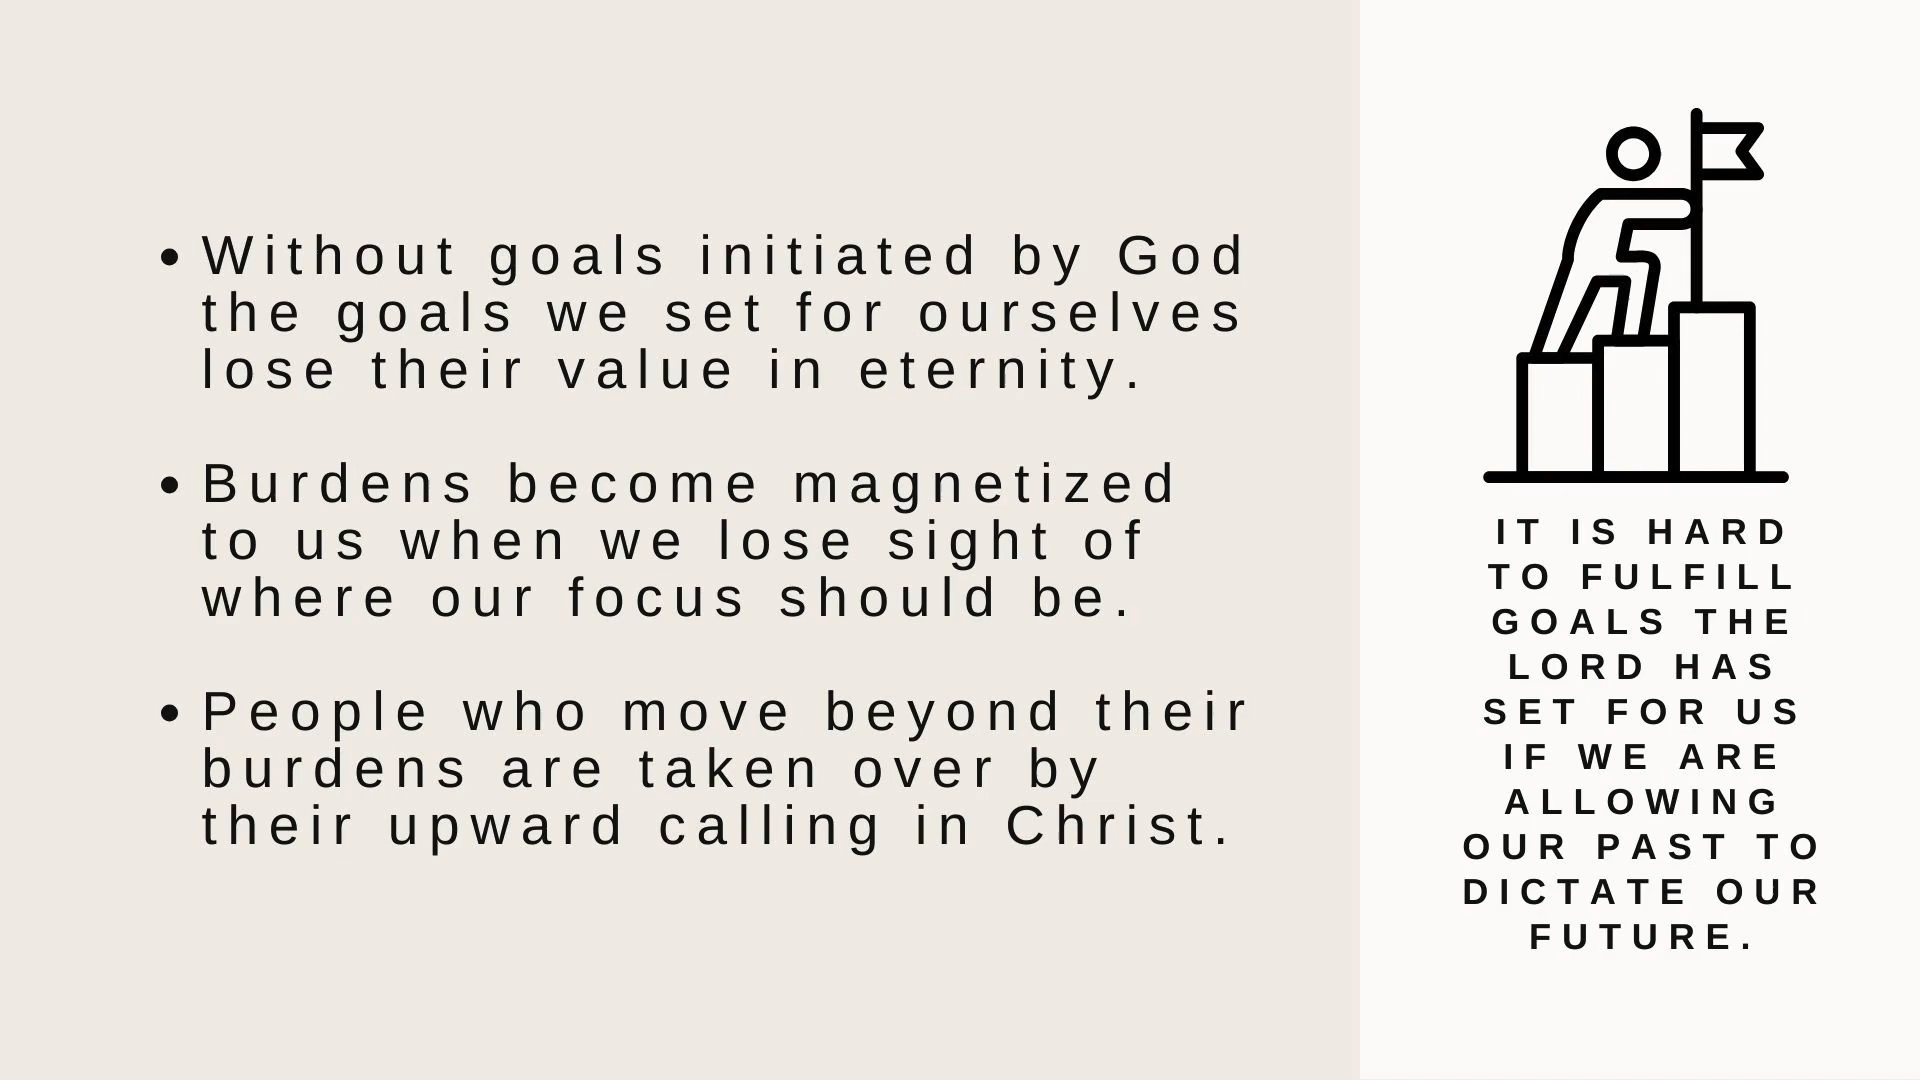 • Without goals initiated by God
the goals we set for ourselves
lose their value in eternity.
• Burdens become magnetized
to us when we lose sight of
where our focus should be.
• People who move beyond their
burdens are taken over by
their upward calling in Christ.
IT IS HARD
TO FULFILL
GOALS THE
LORD HAS
SET FOR US
IF WE ARE
ALLOWING
OUR PAST TO
DICTATE OUR
FUTURE.